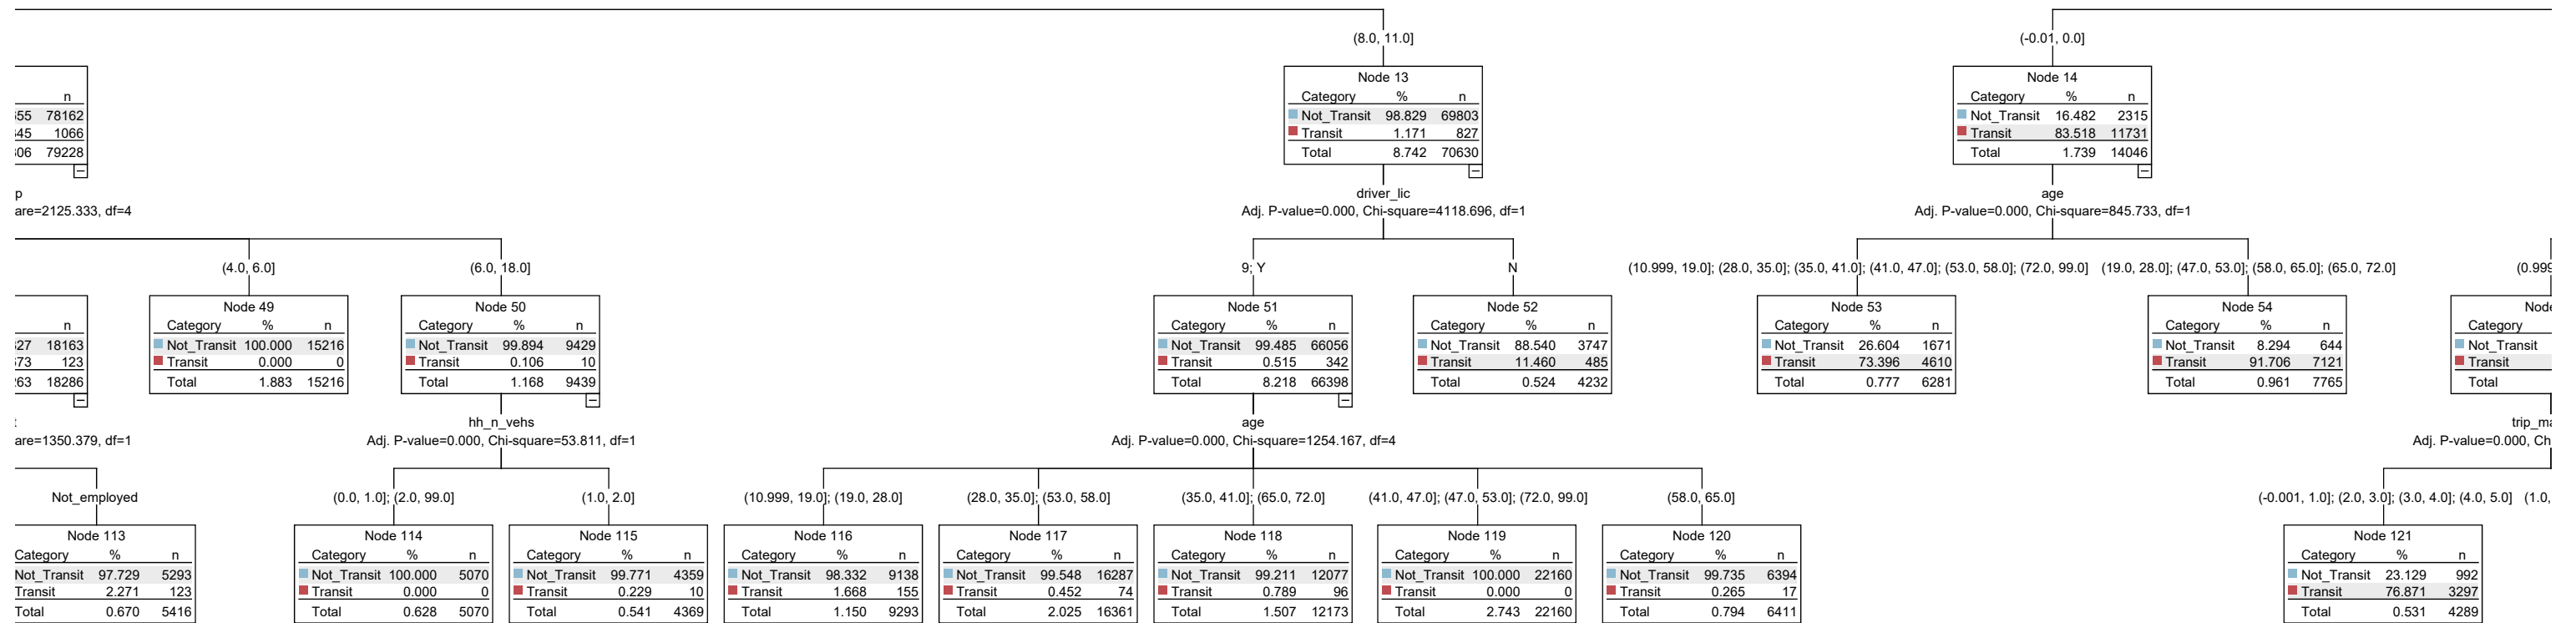 (8.0, 11.0]
(-0.01, 0.0]
n
78162
1066
79228
Node 13
Category % n
Not_Transit 98.829 69803
Transit 1.171 827
Total 8.742 70630
Node 14
Category % n
Not_Transit 16.482 2315
Transit 83.518 11731
Total 1.739 14046
are=2125.333, df=4
driver_lic
Adj. P-value=0.000, Chi-square=4118.696, df=1
age
Adj. P-value=0.000, Chi-square=845.733, df=1
(4.0, 6.0]
(6.0, 18.0]
9; Y
N
(10.999, 19.0]; (28.0, 35.0]; (35.0, 41.0]; (41.0, 47.0]; (53.0, 58.0]; (72.0, 99.0]
(19.0, 28.0]; (47.0, 53.0]; (58.0, 65.0]; (65.0, 72.0]
(0.999
n
18163
123
18286
Node 49
Category % n
Not_Transit 100.000 15216
Transit 0.000 0
Total 1.883 15216
Node 50
Category % n
Not_Transit 99.894 9429
Transit 0.106 10
Total 1.168 9439
Node 51
Category % n
Not_Transit 99.485 66056
Transit 0.515 342
Total 8.218 66398
Node 52
Category % n
Not_Transit 88.540 3747
Transit 11.460 485
Total 0.524 4232
Node 53
Category % n
Not_Transit 26.604 1671
Transit 73.396 4610
Total 0.777 6281
Node 54
Category % n
Not_Transit 8.294 644
Transit 91.706 7121
Total 0.961 7765
Node
Category
Not_Transit
Transit
Total
are=1350.379, df=1
hh_n_vehs
Adj. P-value=0.000, Chi-square=53.811, df=1
age
Adj. P-value=0.000, Chi-square=1254.167, df=4
trip_ma
Adj. P-value=0.000, Ch
Not_employed
(0.0, 1.0]; (2.0, 99.0]
(1.0, 2.0]
(10.999, 19.0]; (19.0, 28.0]
(28.0, 35.0]; (53.0, 58.0]
(35.0, 41.0]; (65.0, 72.0]
(41.0, 47.0]; (47.0, 53.0]; (72.0, 99.0]
(58.0, 65.0]
(-0.001, 1.0]; (2.0, 3.0]; (3.0, 4.0]; (4.0, 5.0]
(1.0,
Node 113
Category % n
Not_Transit 97.729 5293
Transit 2.271 123
Total 0.670 5416
Node 114
Category % n
Not_Transit 100.000 5070
Transit 0.000 0
Total 0.628 5070
Node 115
Category % n
Not_Transit 99.771 4359
Transit 0.229 10
Total 0.541 4369
Node 116
Category % n
Not_Transit 98.332 9138
Transit 1.668 155
Total 1.150 9293
Node 117
Category % n
Not_Transit 99.548 16287
Transit 0.452 74
Total 2.025 16361
Node 118
Category % n
Not_Transit 99.211 12077
Transit 0.789 96
Total 1.507 12173
Node 119
Category % n
Not_Transit 100.000 22160
Transit 0.000 0
Total 2.743 22160
Node 120
Category % n
Not_Transit 99.735 6394
Transit 0.265 17
Total 0.794 6411
Node 121
Category % n
Not_Transit 23.129 992
Transit 76.871 3297
Total 0.531 4289